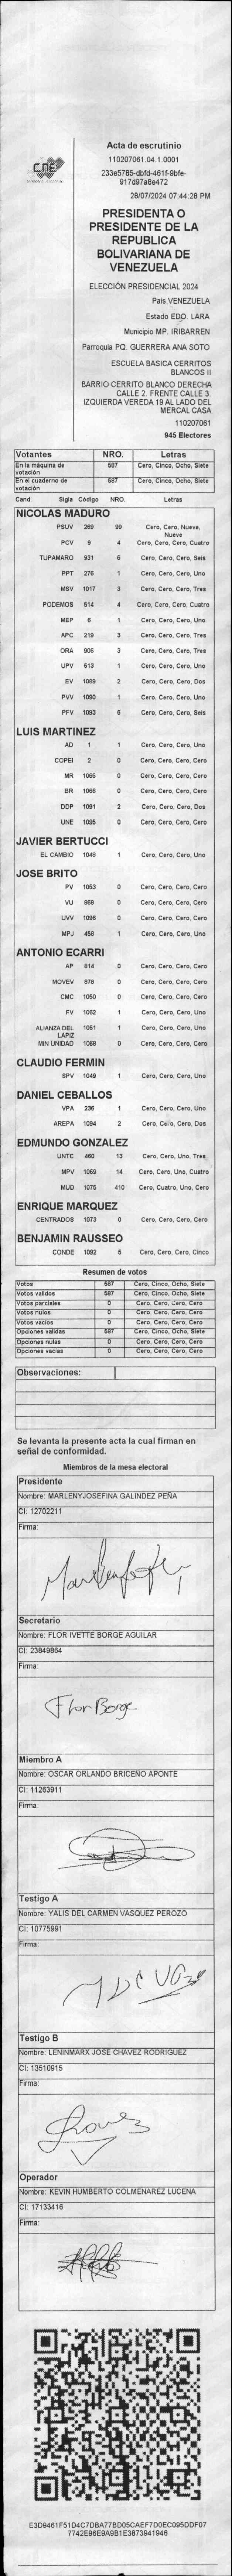 CNE
Acta de escrutinio
110207061.04.1.0001
233e5785-dbfd-461f-9bfe-
917d97a8e472
28/07/2024 07:44:28 PM
PRESIDENTA O
PRESIDENTE DE LA
REPUBLICA
BOLIVARIANA DE
VENEZUELA
ELECCIÓN PRESIDENCIAL 2024
Pais VENEZUELA
Estado EDO. LARA
Municipio MP. IRIBARREN
Parroquia PQ. GUERRERA ANA SOTO
ESCUELA BASICA CERRITOS
BLANCOS II
BARRIO CERRITO BLANCO DERECHA
CALLE 2. FRENTE CALLE 3.
IZQUIERDA VEREDA 19 AL LADO DEL
MERCAL CASA
110207061
945 Electores
Votantes NRO. Letras
En la máquina de votación 587 Cero, Cinco, Ocho, Siete
En el cuaderno de votación 587 Cero, Cinco, Ocho, Siete
Cand. Sigla Código NRO. Letras
NICOLAS MADURO
PSUV 269 99 Cero, Cero, Nueve, Nueve
PCV 9 4 Cero, Cero, Cero, Cuatro
TUPAMARO 931 6 Cero, Cero, Cero, Seis
PPT 276 1 Cero, Cero, Cero, Uno
MSV 1017 3 Cero, Cero, Cero, Tres
PODEMOS 514 4 Cero, Cero, Cero, Cuatro
MEP 6 1 Cero, Cero, Cero, Uno
APC 219 3 Cero, Cero, Cero, Tres
ORA 906 3 Cero, Cero, Cero, Tres
UPV 513 1 Cero, Cero, Cero, Uno
EV 1089 2 Cero, Cero, Cero, Dos
PVV 1090 1 Cero, Cero, Cero, Uno
PFV 1093 6 Cero, Cero, Cero, Seis
LUIS MARTINEZ
AD 1 1 Cero, Cero, Cero, Uno
COPEI 2 0 Cero, Cero, Cero, Cero
MR 1065 0 Cero, Cero, Cero, Cero
BR 1066 0 Cero, Cero, Cero, Cero
DDP 1091 2 Cero, Cero, Cero, Dos
UNE 1095 0 Cero, Cero, Cero, Cero
JAVIER BERTUCCI
EL CAMBIO 1048 1 Cero, Cero, Cero, Uno
JOSE BRITO
PV 1053 0 Cero, Cero, Cero, Cero
VU 868 0 Cero, Cero, Cero, Cero
UVV 1096 0 Cero, Cero, Cero, Cero
MPJ 458 1 Cero, Cero, Cero, Uno
ANTONIO ECARRI
AP 814 0 Cero, Cero, Cero, Cero
MOVEV 878 0 Cero, Cero, Cero, Cero
CMC 1050 0 Cero, Cero, Cero, Cero
FV 1062 1 Cero, Cero, Cero, Uno
ALIANZA DEL LAPIZ 1051 1 Cero, Cero, Cero, Uno
MIN UNIDAD 1068 0 Cero, Cero, Cero, Cero
CLAUDIO FERMIN
SPV 1049 1 Cero, Cero, Cero, Uno
DANIEL CEBALLOS
VPA 236 1 Cero, Cero, Cero, Uno
AREPA 1094 2 Cero, Cero, Cero, Dos
EDMUNDO GONZALEZ
UNTC 460 13 Cero, Cero, Uno, Tres
MPV 1069 14 Cero, Cero, Uno, Cuatro
MUD 1075 410 Cero, Cuatro, Uno, Cero
ENRIQUE MARQUEZ
CENTRADOS 1073 0 Cero, Cero, Cero, Cero
BENJAMIN RAUSSEO
CONDE 1092 5 Cero, Cero, Cero, Cinco
Resumen de votos
Votos 587 Cero, Cinco, Ocho, Siete
Votos validos 587 Cero, Cinco, Ocho, Siete
Votos parciales 0 Cero, Cero, Cero, Cero
Votos nulos 0 Cero, Cero, Cero, Cero
Votos vacios 0 Cero, Cero, Cero, Cero
Opciones validas 587 Cero, Cinco, Ocho, Siete
Opciones nulas 0 Cero, Cero, Cero, Cero
Opciones vacias 0 Cero, Cero, Cero, Cero
Observaciones:
Se levanta la presente acta la cual firman en
señal de conformidad.
Miembros de la mesa electoral
Presidente
Nombre: MARLENYJOSEFINA GALINDEZ PEÑA
CI: 12702211
Firma:
Secretario
Nombre: FLOR IVETTE BORGE AGUILAR
CI: 23849864
Firma:
Flor Borge
Miembro A
Nombre: OSCAR ORLANDO BRICEÑO APONTE
CI: 11263911
Firma:
Testigo A
Nombre: YALIS DEL CARMEN VASQUEZ PEROZO
CI: 10775991
Firma:
Testigo B
Nombre: LENINMARX JOSE CHAVEZ RODRIGUEZ
CI: 13510915
Firma:
Operador
Nombre: KEVIN HUMBERTO COLMENAREZ LUCENA
CI: 17133416
Firma:
E3D9461F51D4C7DBA77BD05CAEF7D0EC095DDF07
7742E96E9A9B1E3873941946